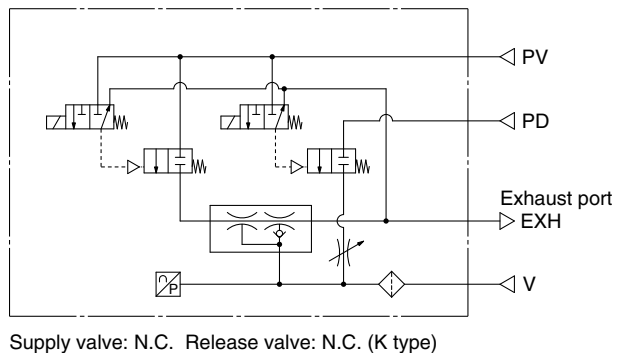 PV
PD
Exhaust port
EXH
P
V
Supply valve: N.C. Release valve: N.C. (K type)